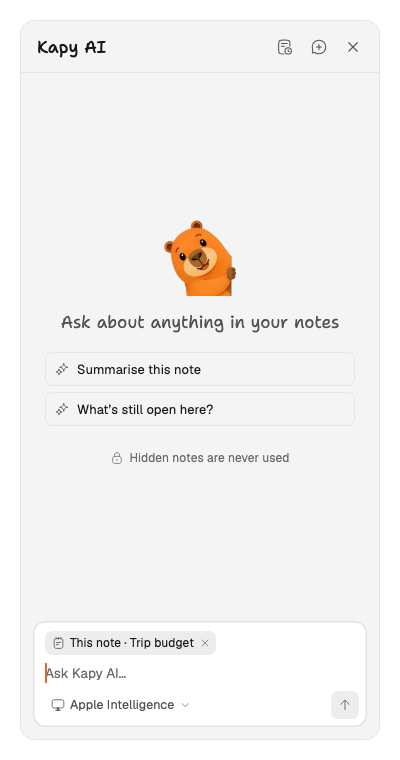 Kapy AI
Ask about anything in your notes
Summarise this note
What's still open here?
Hidden notes are never used
This note · Trip budget
Ask Kapy AI...
Apple Intelligence